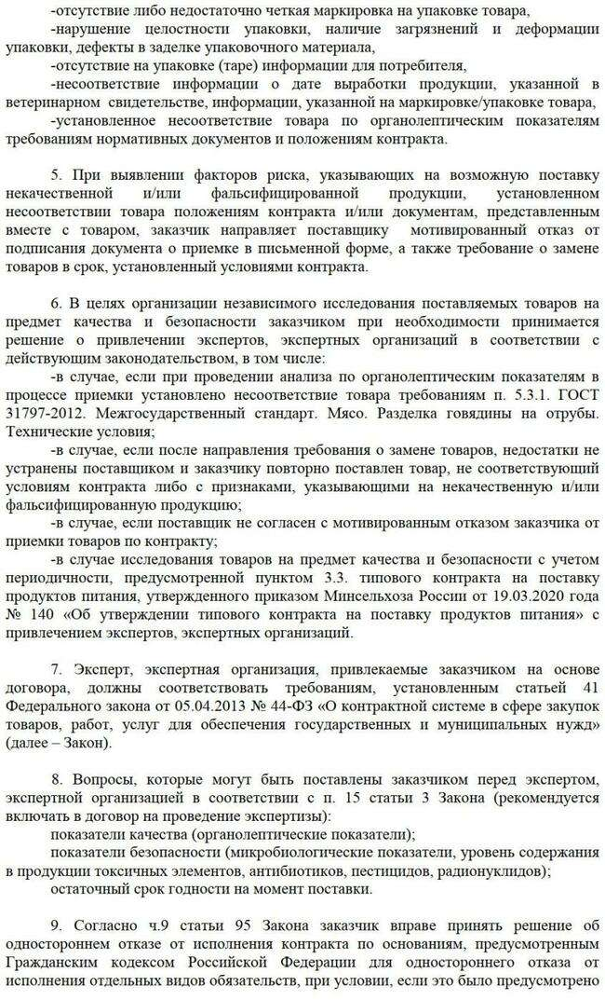 -отсутствие либо недостаточно четкая маркировка на упаковке товара,
-нарушение целостности упаковки, наличие загрязнений и деформации
упаковки, дефекты в заделке упаковочного материала,
-отсутствие на упаковке (таре) информации для потребителя,
-несоответствие информации о дате выработки продукции, указанной в
ветеринарном свидетельстве, информации, указанной на маркировке/упаковке товара,
-установленное несоответствие товара по органолептическим показателям
требованиям нормативных документов и положениям контракта.
5. При выявлении факторов риска, указывающих на возможную поставку
некачественной и/или фальсифицированной продукции, установленном
несоответствии товара положениям контракта и/или документам, представленным
вместе с товаром, заказчик направляет поставщику мотивированный отказ от
подписания документа о приемке в письменной форме, а также требование о замене
товаров в срок, установленный условиями контракта.
6. В целях организации независимого исследования поставляемых товаров на
предмет качества и безопасности заказчиком при необходимости принимается
решение о привлечении экспертов, экспертных организаций в соответствии с
действующим законодательством, в том числе:
-в случае, если при проведении анализа по органолептическим показателям в
процессе приемки установлено несоответствие товара требованиям п. 5.3.1. ГОСТ
31797-2012. Межгосударственный стандарт. Мясо. Разделка говядины на отрубы.
Технические условия;
-в случае, если после направления требования о замене товаров, недостатки не
устранены поставщиком и заказчику повторно поставлен товар, не соответствующий
условиям контракта либо с признаками, указывающими на некачественную и/или
фальсифицированную продукцию;
-в случае, если поставщик не согласен с мотивированным отказом заказчика от
приемки товаров по контракту;
-в случае исследования товаров на предмет качества и безопасности с учетом
периодичности, предусмотренной пунктом 3.3. типового контракта на поставку
продуктов питания, утвержденного приказом Минсельхоза России от 19.03.2020 года
№ 140 «Об утверждении типового контракта на поставку продуктов питания» с
привлечением экспертов, экспертных организаций.
7. Эксперт, экспертная организация, привлекаемые заказчиком на основе
договора, должны соответствовать требованиям, установленным статьей 41
Федерального закона от 05.04.2013 № 44-ФЗ «О контрактной системе в сфере закупок
товаров, работ, услуг для обеспечения государственных и муниципальных нужд»
(далее – Закон).
8. Вопросы, которые могут быть поставлены заказчиком перед экспертом,
экспертной организацией в соответствии с п. 15 статьи 3 Закона (рекомендуется
включать в договор на проведение экспертизы):
показатели качества (органолептические показатели);
показатели безопасности (микробиологические показатели, уровень содержания
в продукции токсичных элементов, антибиотиков, пестицидов, радионуклидов);
остаточный срок годности на момент поставки.
9. Согласно ч.9 статьи 95 Закона заказчик вправе принять решение об
одностороннем отказе от исполнения контракта по основаниям, предусмотренным
Гражданским кодексом Российской Федерации для одностороннего отказа от
исполнения отдельных видов обязательств, при условии, если это было предусмотрено